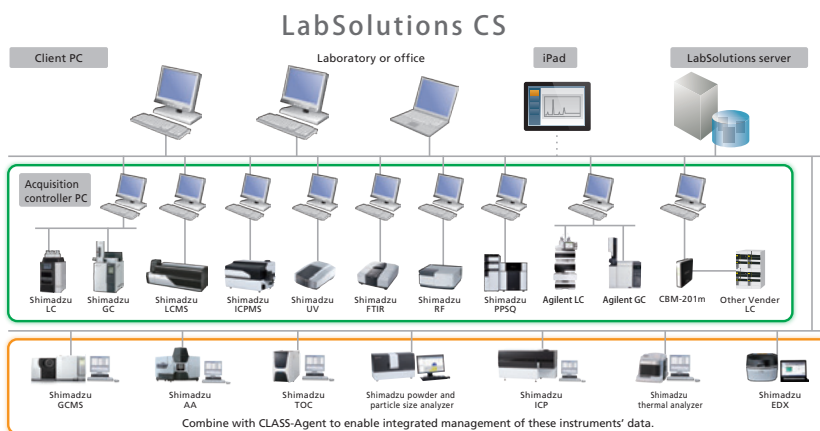 LabSolutions CS
Client PC
Laboratory or office
iPad
LabSolutions server
Acquisition
controller PC
Shimadzu
LC
Shimadzu
GC
Shimadzu
LCMS
Shimadzu
ICPMS
Shimadzu
UV
Shimadzu
FTIR
Shimadzu
RF
Shimadzu
PPSQ
Agilent LC
Agilent GC
CBM-201m
Other Vender
LC
Shimadzu
GCMS
Shimadzu
AA
Shimadzu
TOC
Shimadzu powder and
particle size analyzer
Shimadzu
ICP
Shimadzu
thermal analyzer
Shimadzu
EDX
Combine with CLASS-Agent to enable integrated management of these instruments' data.